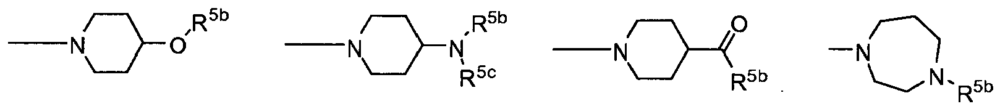 N O R5b
N N R5b R5c
N O R5b
N N R5b